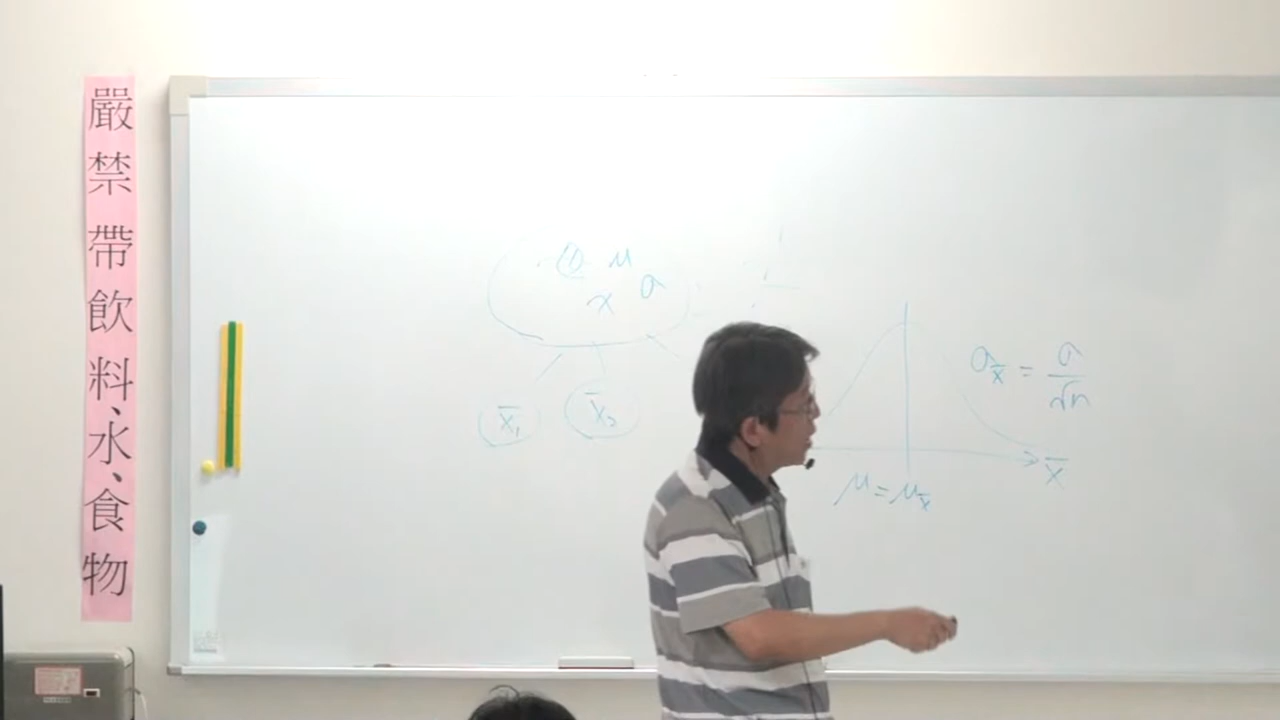 嚴禁帶飲料、水、食物
① μ
x σ
x̄₁ x̄₂
σx̄ = σ/√n
x̄
μ = μx̄